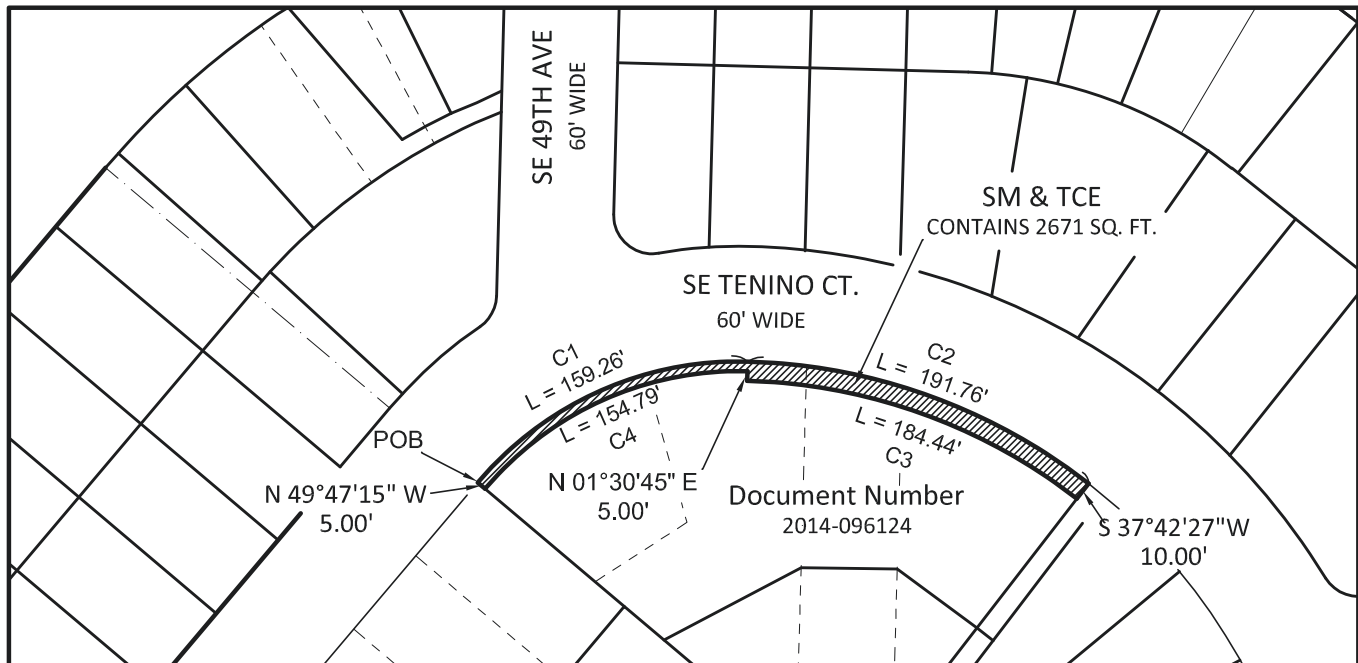 SE 49TH AVE
60' WIDE
SM & TCE
CONTAINS 2671 SQ. FT.
SE TENINO CT.
60' WIDE
C1
L = 159.26'
C2
L = 191.76'
L = 154.79'
C4
L = 184.44'
C3
POB
N 49°47'15" W
5.00'
N 01°30'45" E
5.00'
Document Number
2014-096124
S 37°42'27"W
10.00'